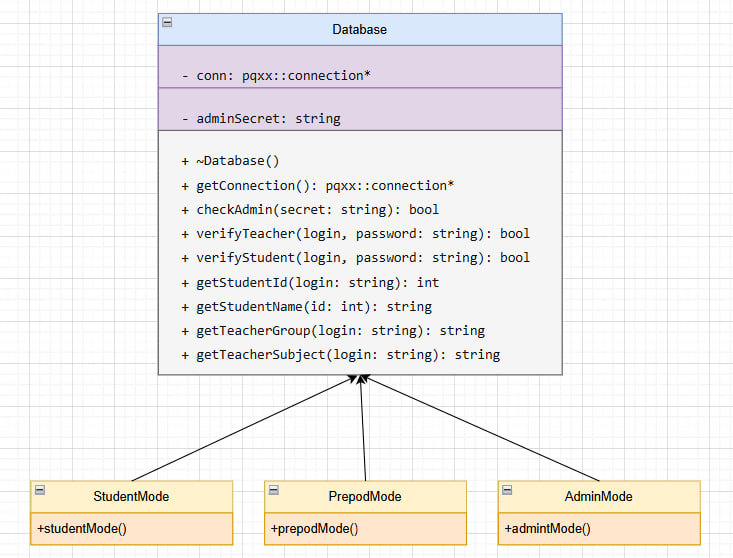 Database
- conn: pqxx::connection*
- adminSecret: string
+ ~Database()
+ getConnection(): pqxx::connection*
+ checkAdmin(secret: string): bool
+ verifyTeacher(login, password: string): bool
+ verifyStudent(login, password: string): bool
+ getStudentId(login: string): int
+ getStudentName(id: int): string
+ getTeacherGroup(login: string): string
+ getTeacherSubject(login: string): string
StudentMode
+studentMode()
PrepodMode
+prepodMode()
AdminMode
+admintMode()